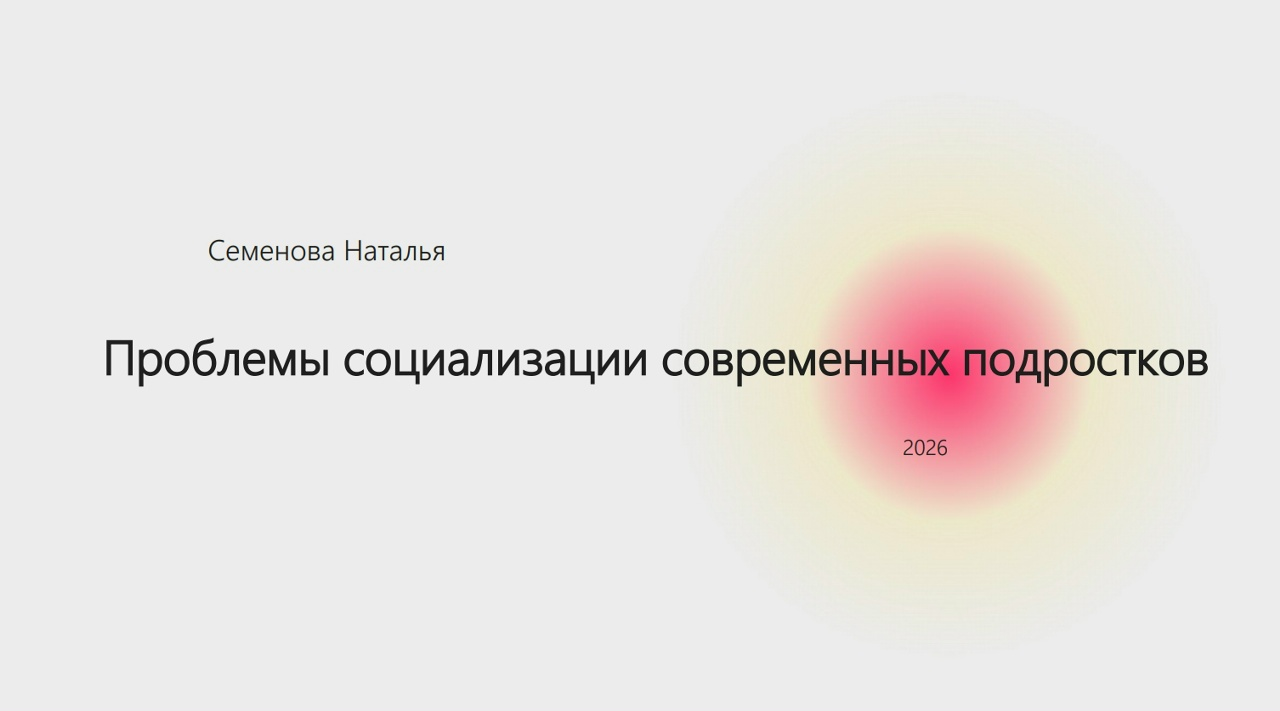 Семенова Наталья
Проблемы социализации современных подростков
2026